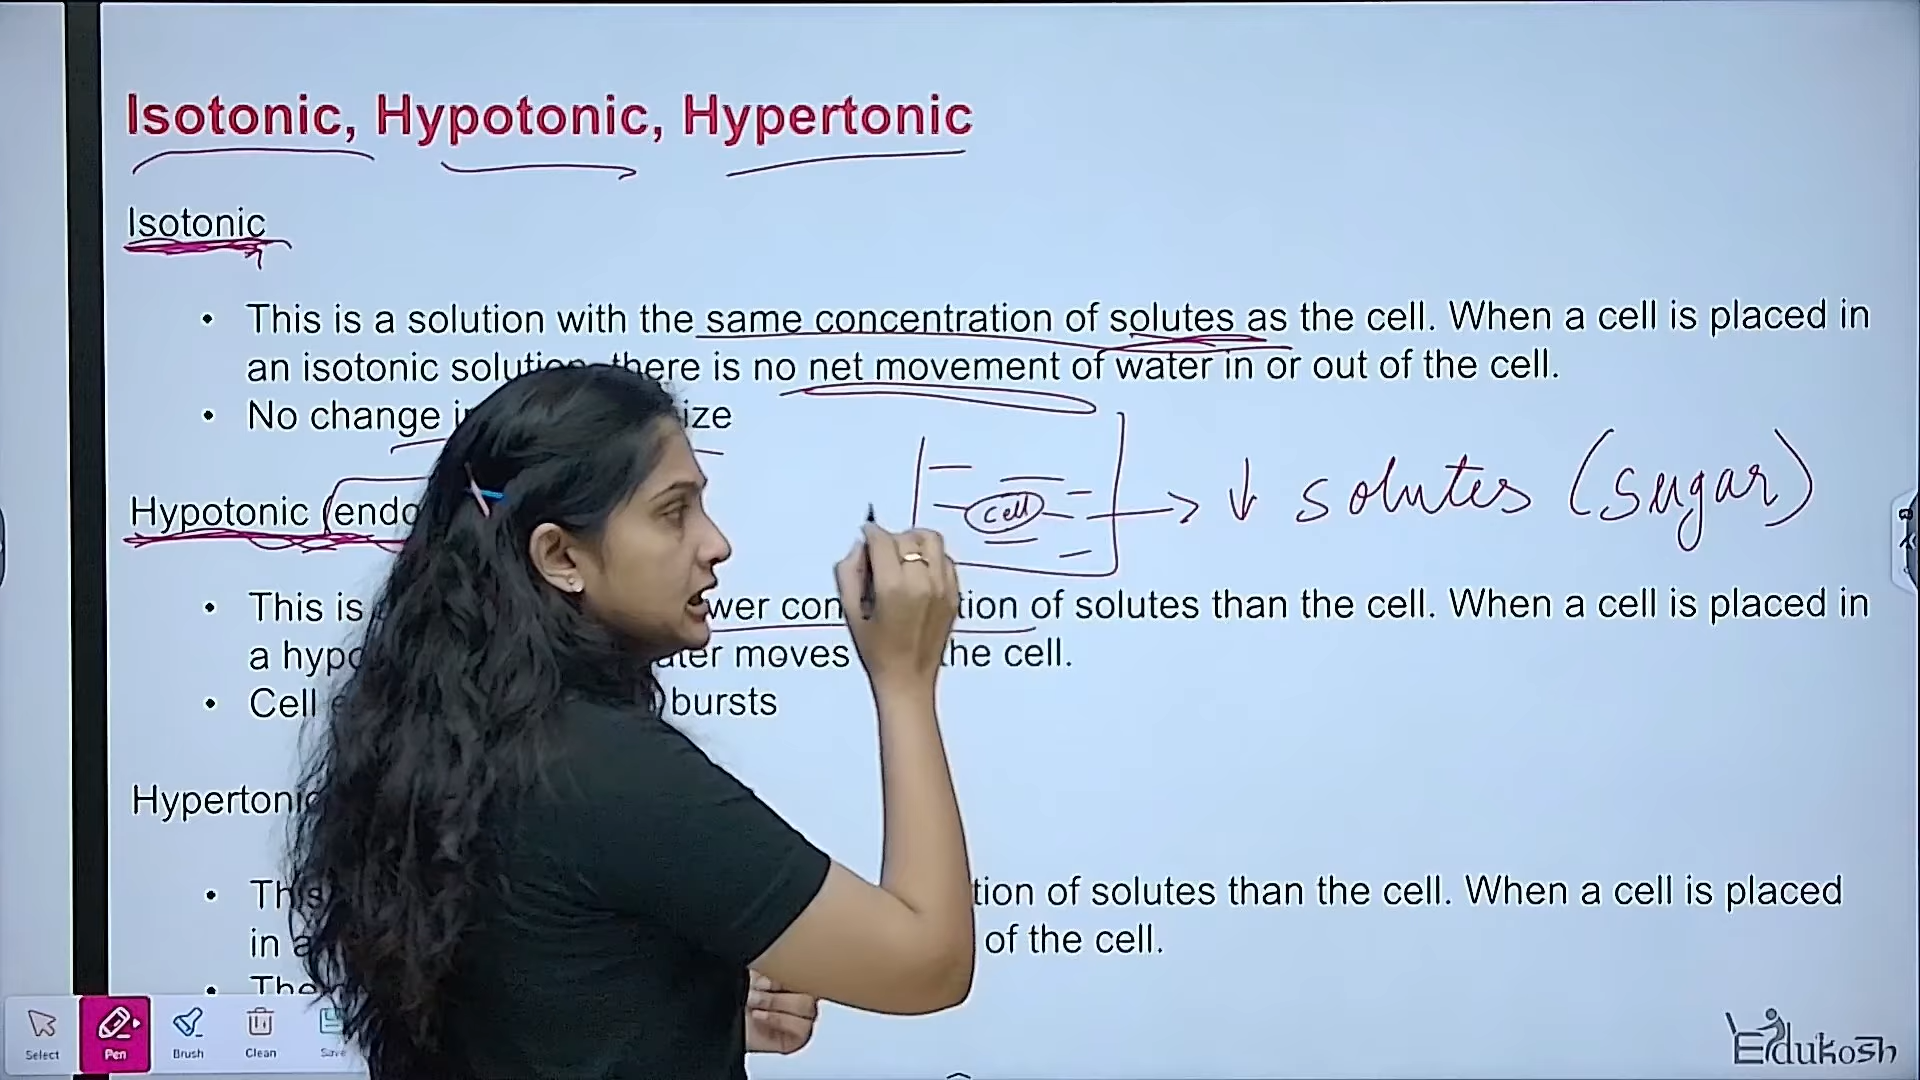 Isotonic, Hypotonic, Hypertonic
Isotonic
• This is a solution with the same concentration of solutes as the cell. When a cell is placed in
an isotonic solution, there is no net movement of water in or out of the cell.
• No change ize
cell → ↓ solutes (sugar)
Hypotonic (endo
• This is wer con tion of solutes than the cell. When a cell is placed in
a hypo ater moves he cell.
• Cell bursts
Hypertonic
• This tion of solutes than the cell. When a cell is placed
in a of the cell.
• The
Select Pen Brush Clean Save
Edukosh